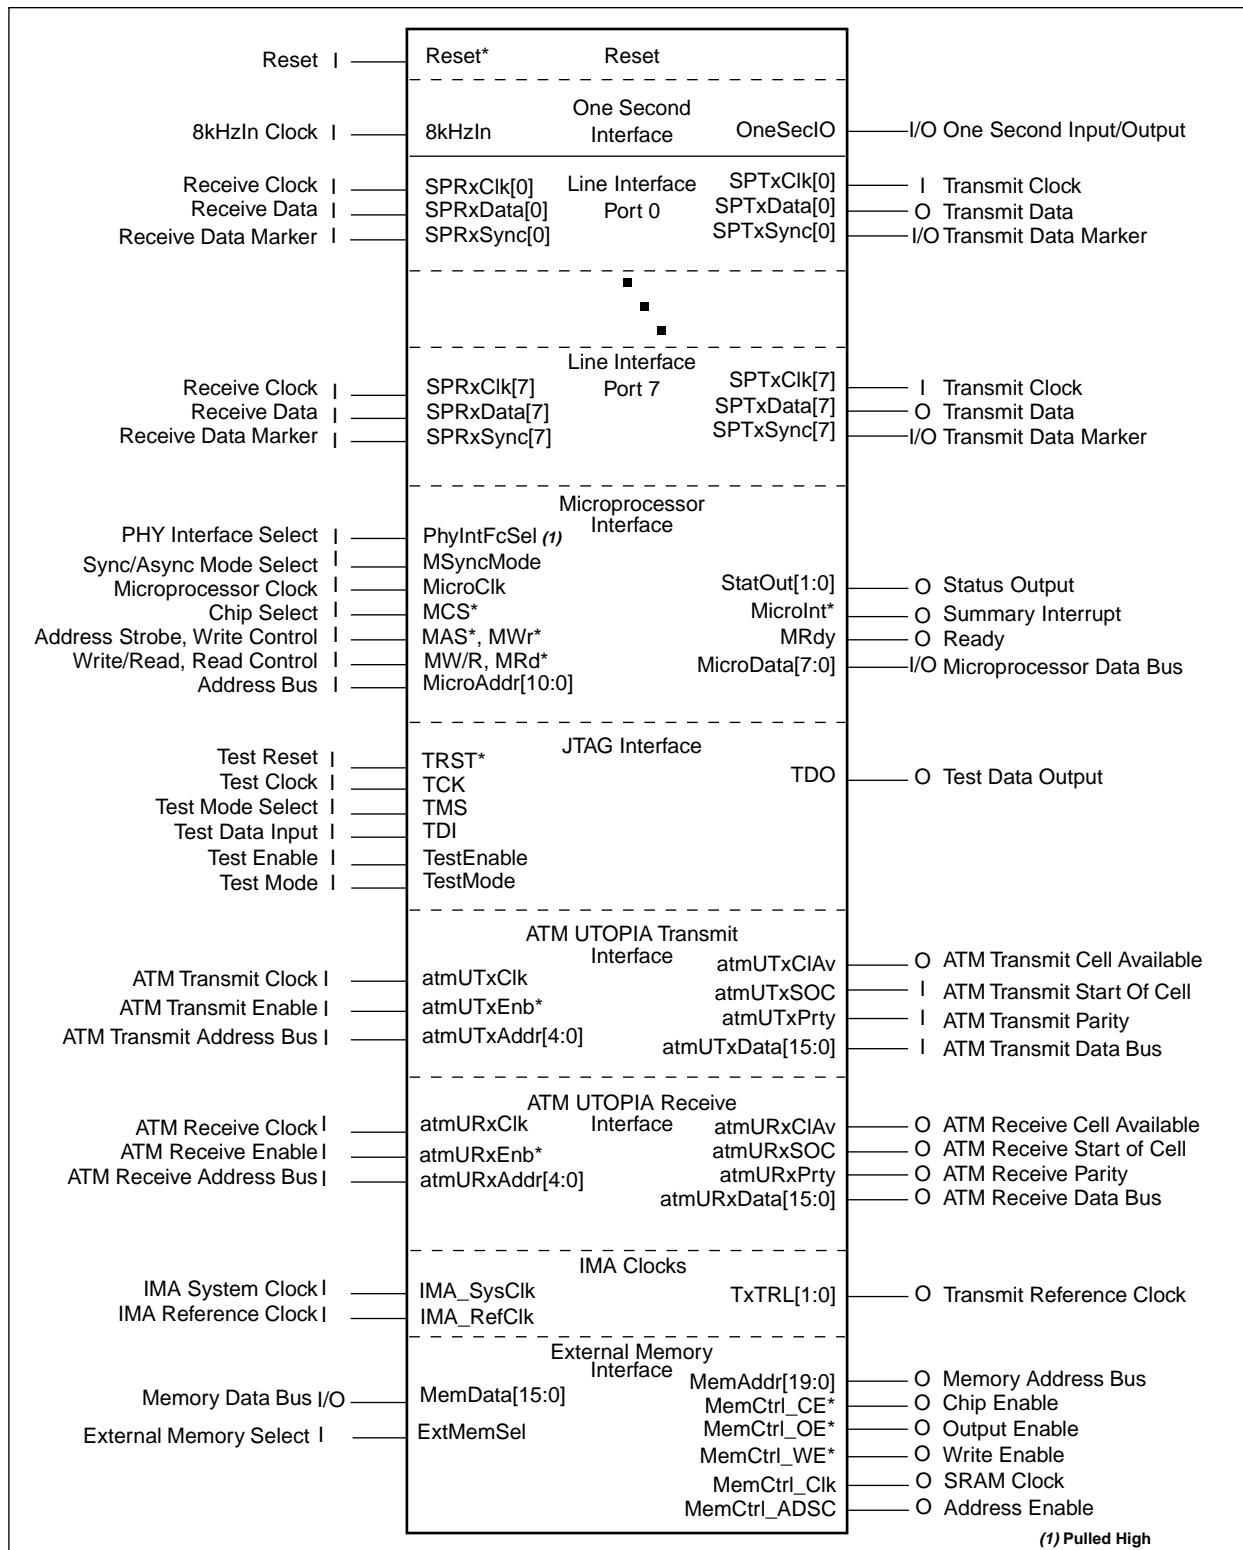 Reset I Reset* Reset
One Second
8kHzIn Clock I 8kHzIn Interface OneSecIO I/O One Second Input/Output
Receive Clock I SPRxClk[0] Line Interface SPTxClk[0] I Transmit Clock
Receive Data I SPRxData[0] Port 0 SPTxData[0] O Transmit Data
Receive Data Marker I SPRxSync[0] SPTxSync[0] I/O Transmit Data Marker
Line Interface
Receive Clock I SPRxClk[7] Port 7 SPTxClk[7] I Transmit Clock
Receive Data I SPRxData[7] SPTxData[7] O Transmit Data
Receive Data Marker I SPRxSync[7] SPTxSync[7] I/O Transmit Data Marker
Microprocessor
Interface
PHY Interface Select I PhyIntFcSel (1)
Sync/Async Mode Select I MSyncMode
Microprocessor Clock I MicroClk StatOut[1:0] O Status Output
Chip Select I MCS* MicroInt* O Summary Interrupt
Address Strobe, Write Control I MAS*, MWr* MRdy O Ready
Write/Read, Read Control I MW/R, MRd* MicroData[7:0] I/O Microprocessor Data Bus
Address Bus I MicroAddr[10:0]
JTAG Interface
Test Reset I TRST* TDO O Test Data Output
Test Clock I TCK
Test Mode Select I TMS
Test Data Input I TDI
Test Enable I TestEnable
Test Mode I TestMode
ATM UTOPIA Transmit
Interface atmUTxClAv O ATM Transmit Cell Available
ATM Transmit Clock I atmUTxClk atmUTxSOC I ATM Transmit Start Of Cell
ATM Transmit Enable I atmUTxEnb* atmUTxPrty I ATM Transmit Parity
ATM Transmit Address Bus I atmUTxAddr[4:0] atmUTxData[15:0] I ATM Transmit Data Bus
ATM UTOPIA Receive
ATM Receive Clock I atmURxClk Interface atmURxClAv O ATM Receive Cell Available
ATM Receive Enable I atmURxEnb* atmURxSOC O ATM Receive Start of Cell
ATM Receive Address Bus I atmURxAddr[4:0] atmURxPrty O ATM Receive Parity
atmURxData[15:0] O ATM Receive Data Bus
IMA Clocks
IMA System Clock I IMA_SysClk TxTRL[1:0] O Transmit Reference Clock
IMA Reference Clock I IMA_RefClk
External Memory
Interface
MemAddr[19:0] O Memory Address Bus
Memory Data Bus I/O MemData[15:0] MemCtrl_CE* O Chip Enable
External Memory Select I ExtMemSel MemCtrl_OE* O Output Enable
MemCtrl_WE* O Write Enable
MemCtrl_Clk O SRAM Clock
MemCtrl_ADSC O Address Enable
(1) Pulled High